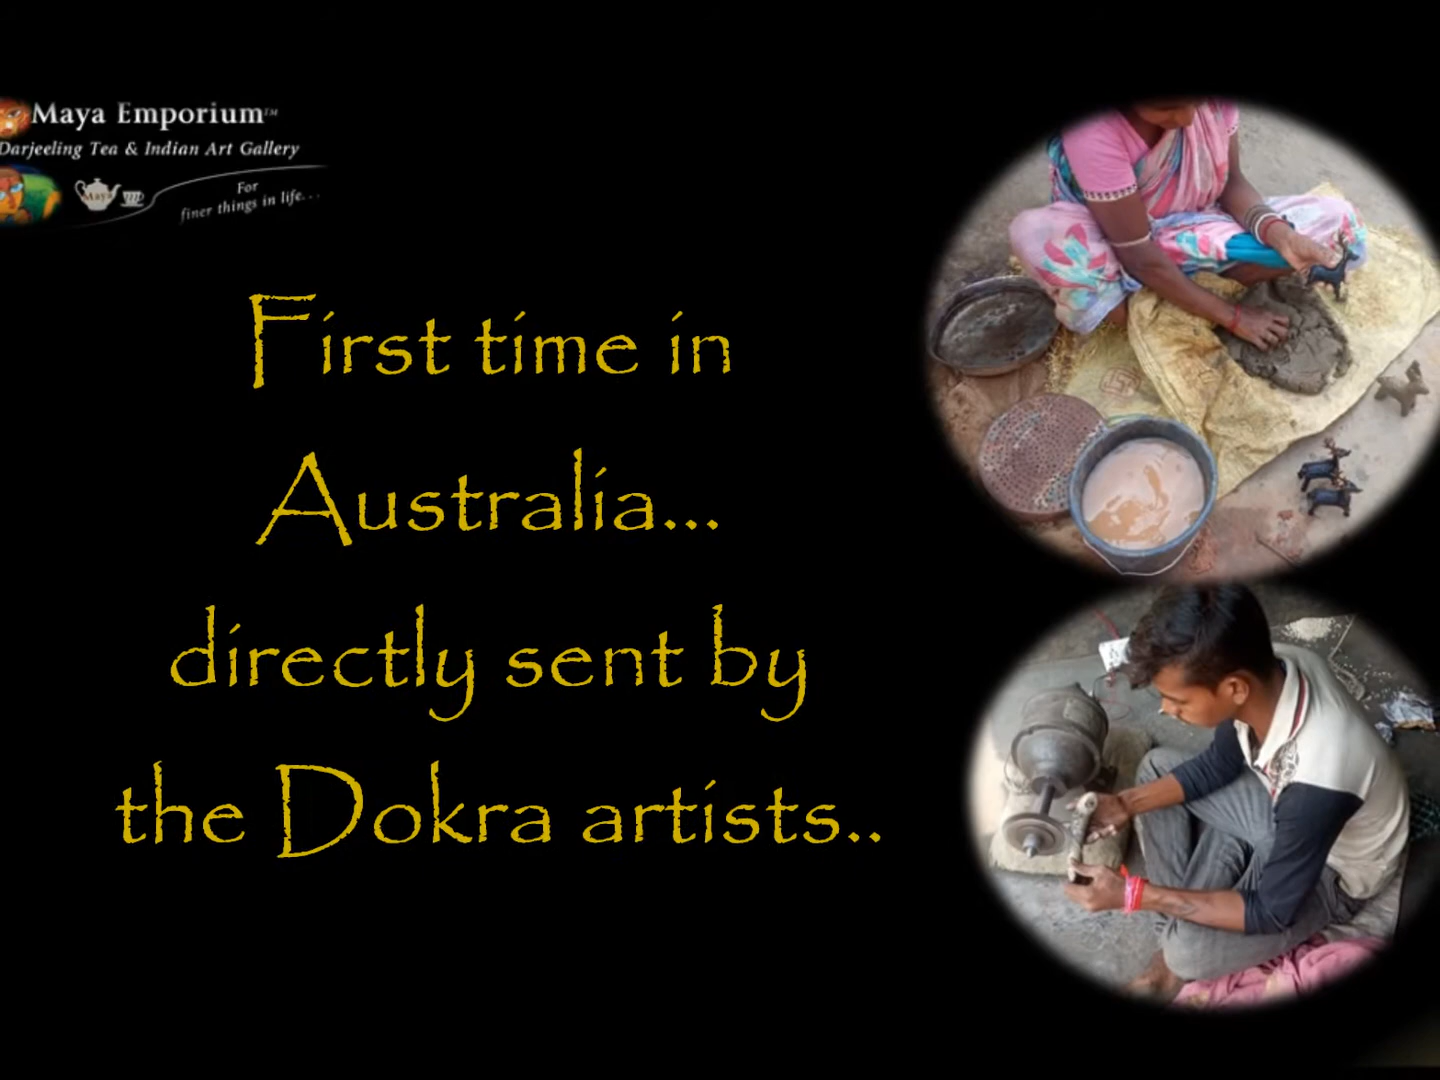 Maya Emporium™
Darjeeling Tea & Indian Art Gallery
Maya
For
finer things in life...
First time in
Australia...
directly sent by
the Dokra artists..